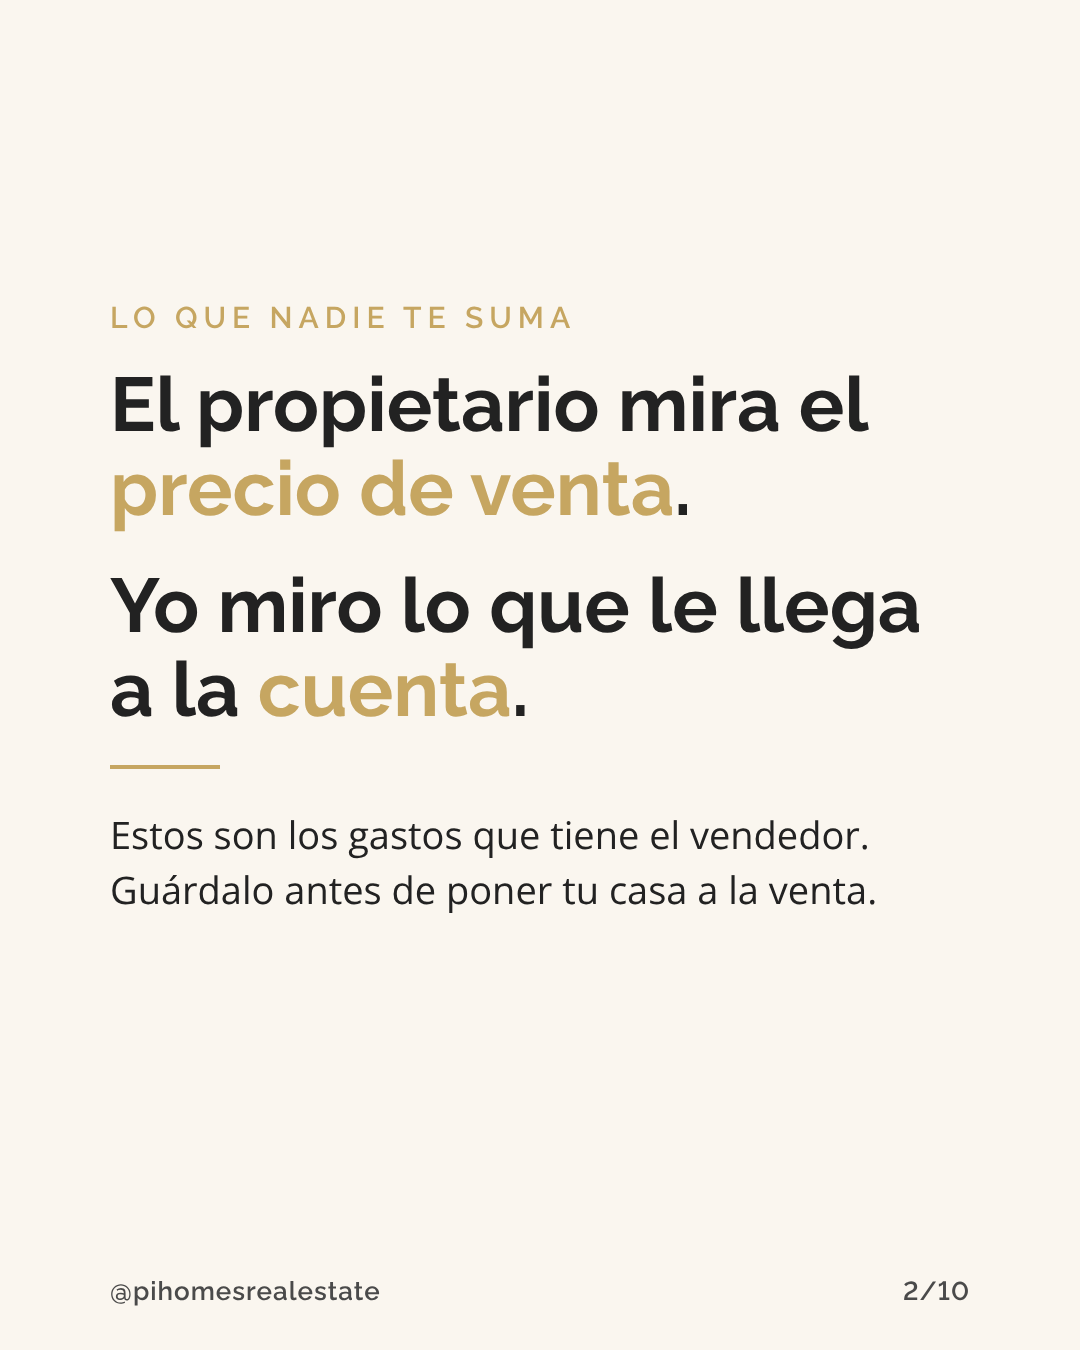 LO QUE NADIE TE SUMA
El propietario mira el
precio de venta.
Yo miro lo que le llega
a la cuenta.
Estos son los gastos que tiene el vendedor.
Guárdalo antes de poner tu casa a la venta.
@pihomesrealestate
2/10